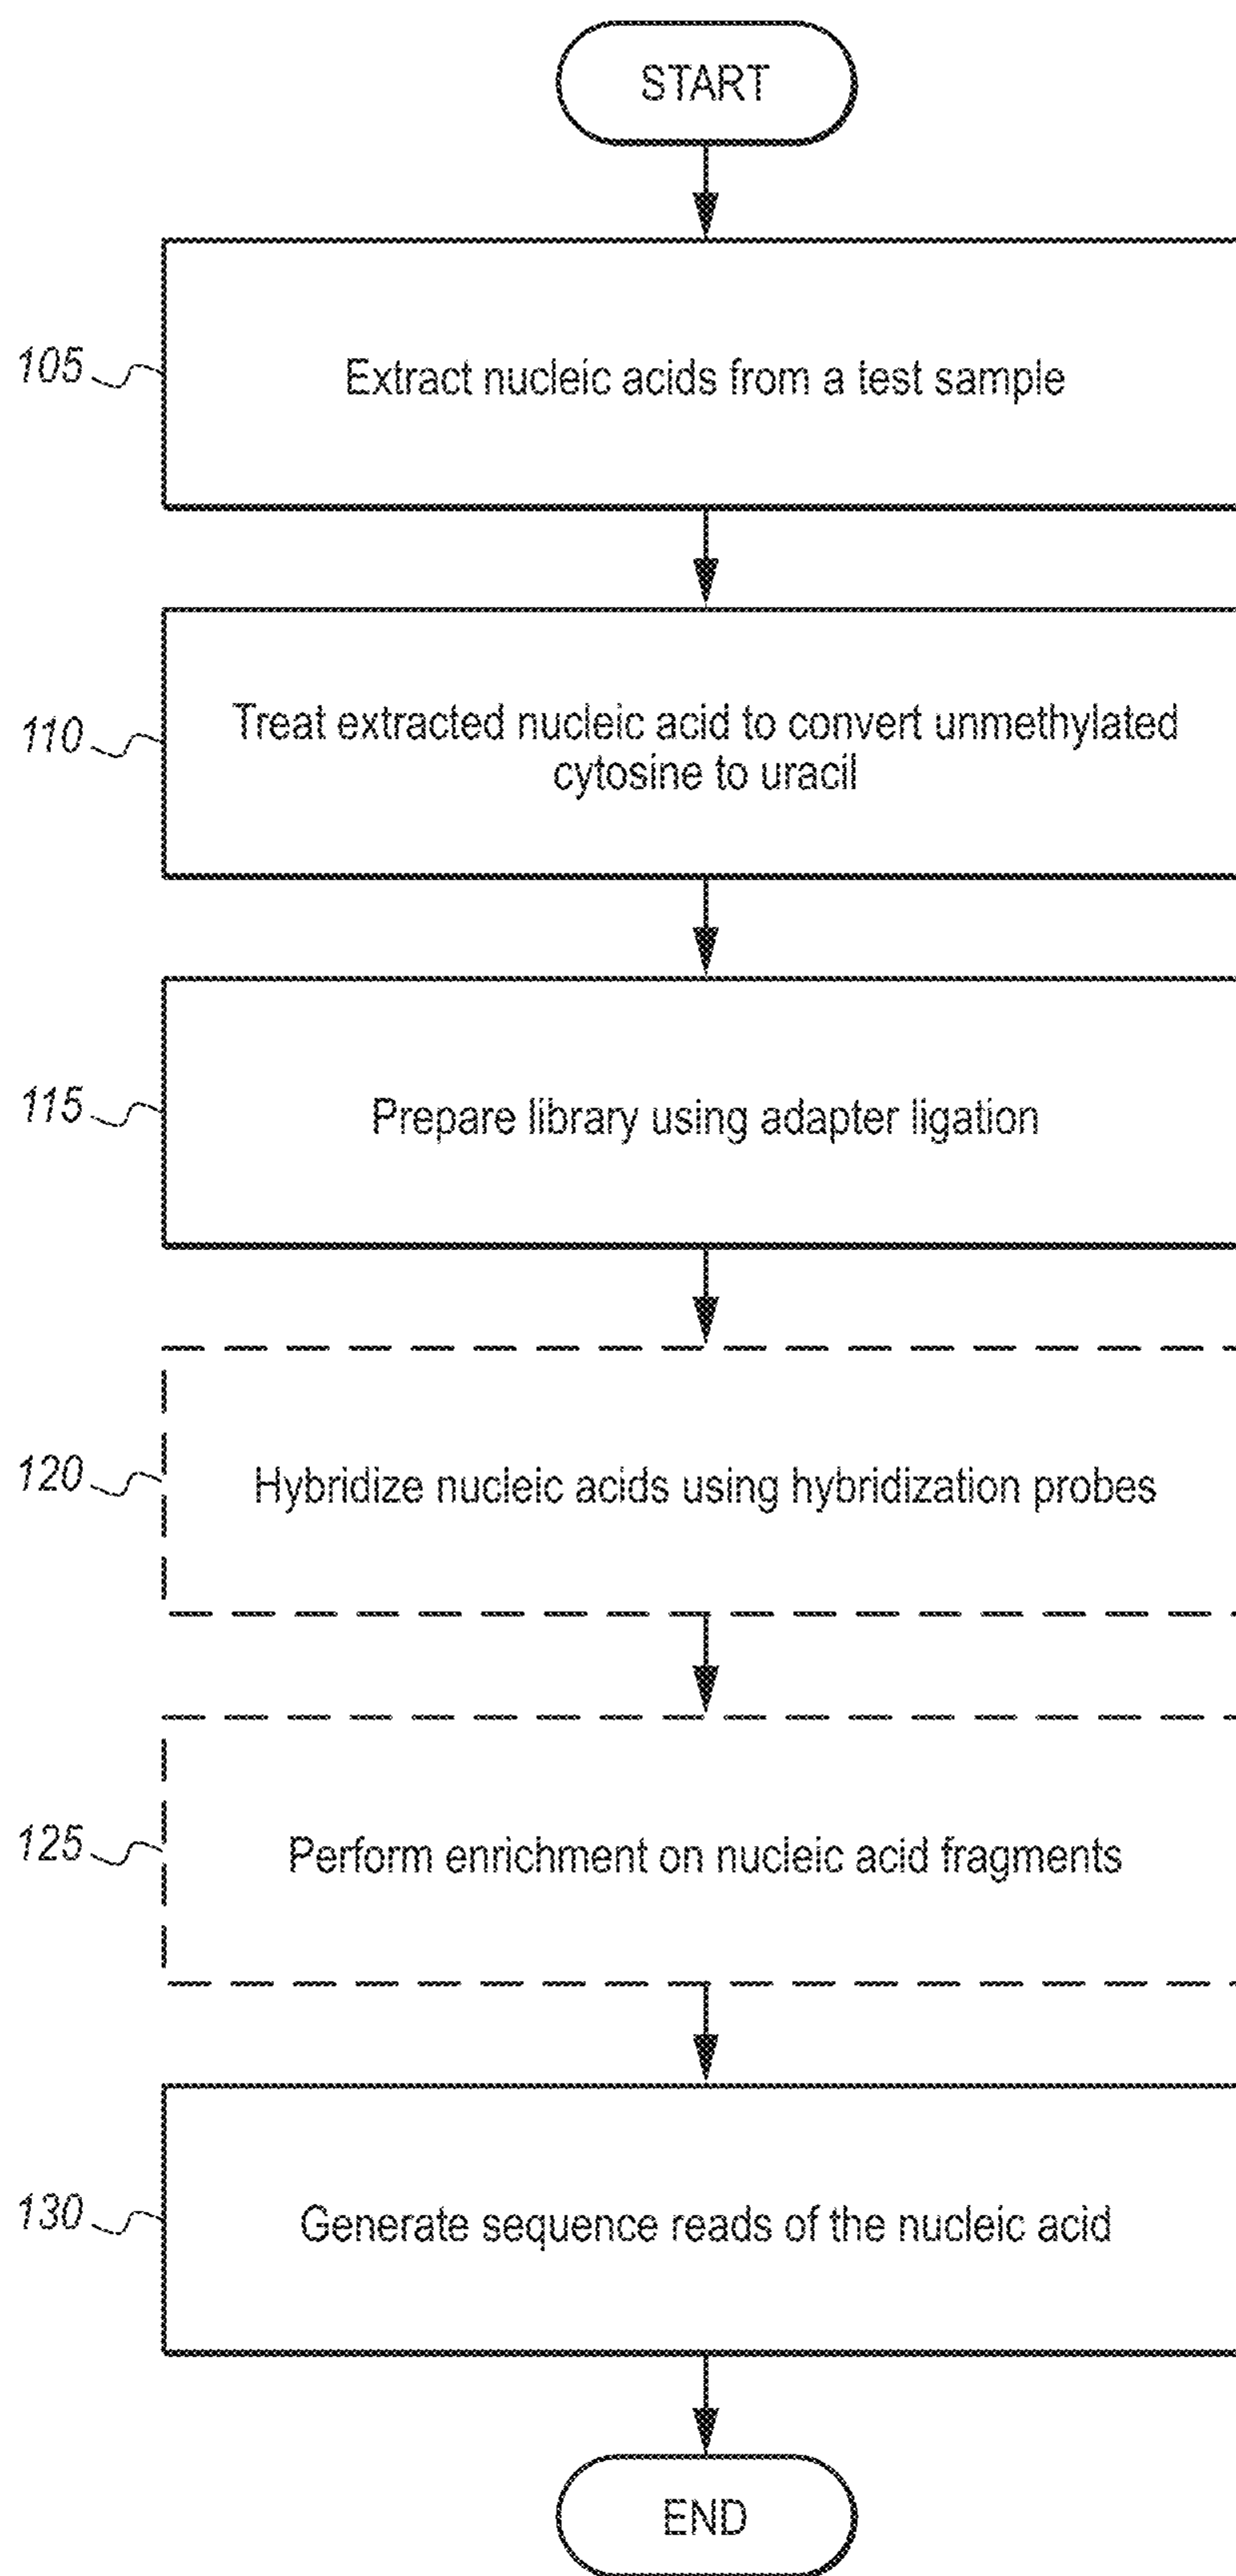 START
105
Extract nucleic acids from a test sample
110
Treat extracted nucleic acid to convert unmethylated
cytosine to uracil
115
Prepare library using adapter ligation
120
Hybridize nucleic acids using hybridization probes
125
Perform enrichment on nucleic acid fragments
130
Generate sequence reads of the nucleic acid
END